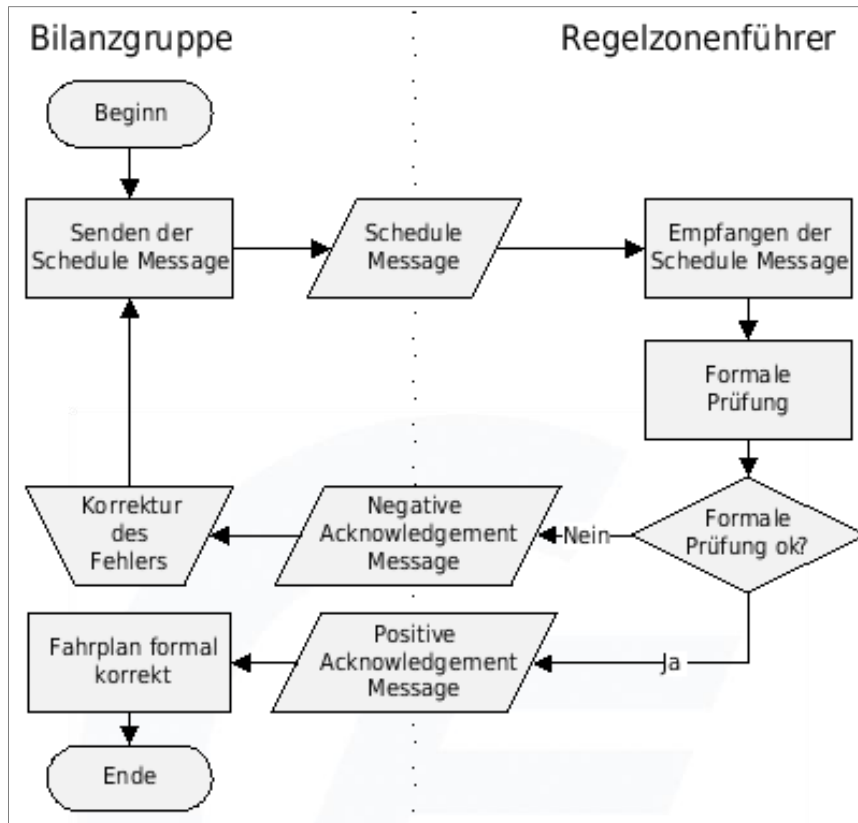 Bilanzgruppe
Regelzonenführer
Beginn
Senden der
Schedule Message
Schedule
Message
Empfangen der
Schedule Message
Formale
Prüfung
Formale
Prüfung ok?
Nein
Negative
Acknowledgement
Message
Korrektur
des
Fehlers
Ja
Positive
Acknowledgement
Message
Fahrplan formal
korrekt
Ende